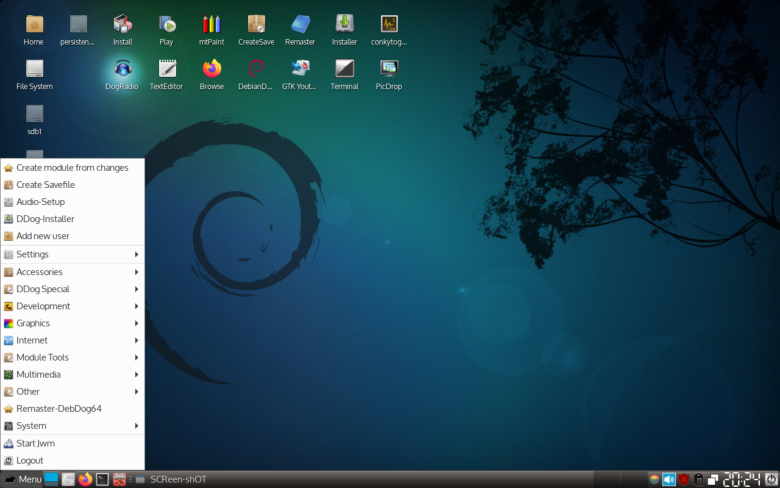 Home
persisten...
Install
Play
mtPaint
CreateSave
Remaster
Installer
conkytog...
File System
DogRadio
TextEditor
Browse
DebianD...
GTK Yout...
Terminal
PicDrop
sdb1
Create module from changes
Create Savefile
Audio-Setup
DDog-Installer
Add new user
Settings
Accessories
DDog Special
Development
Graphics
Internet
Module Tools
Multimedia
Other
Remaster-DebDog64
System
Start Jwm
Logout
Menu
SCReen-shOT
20:24